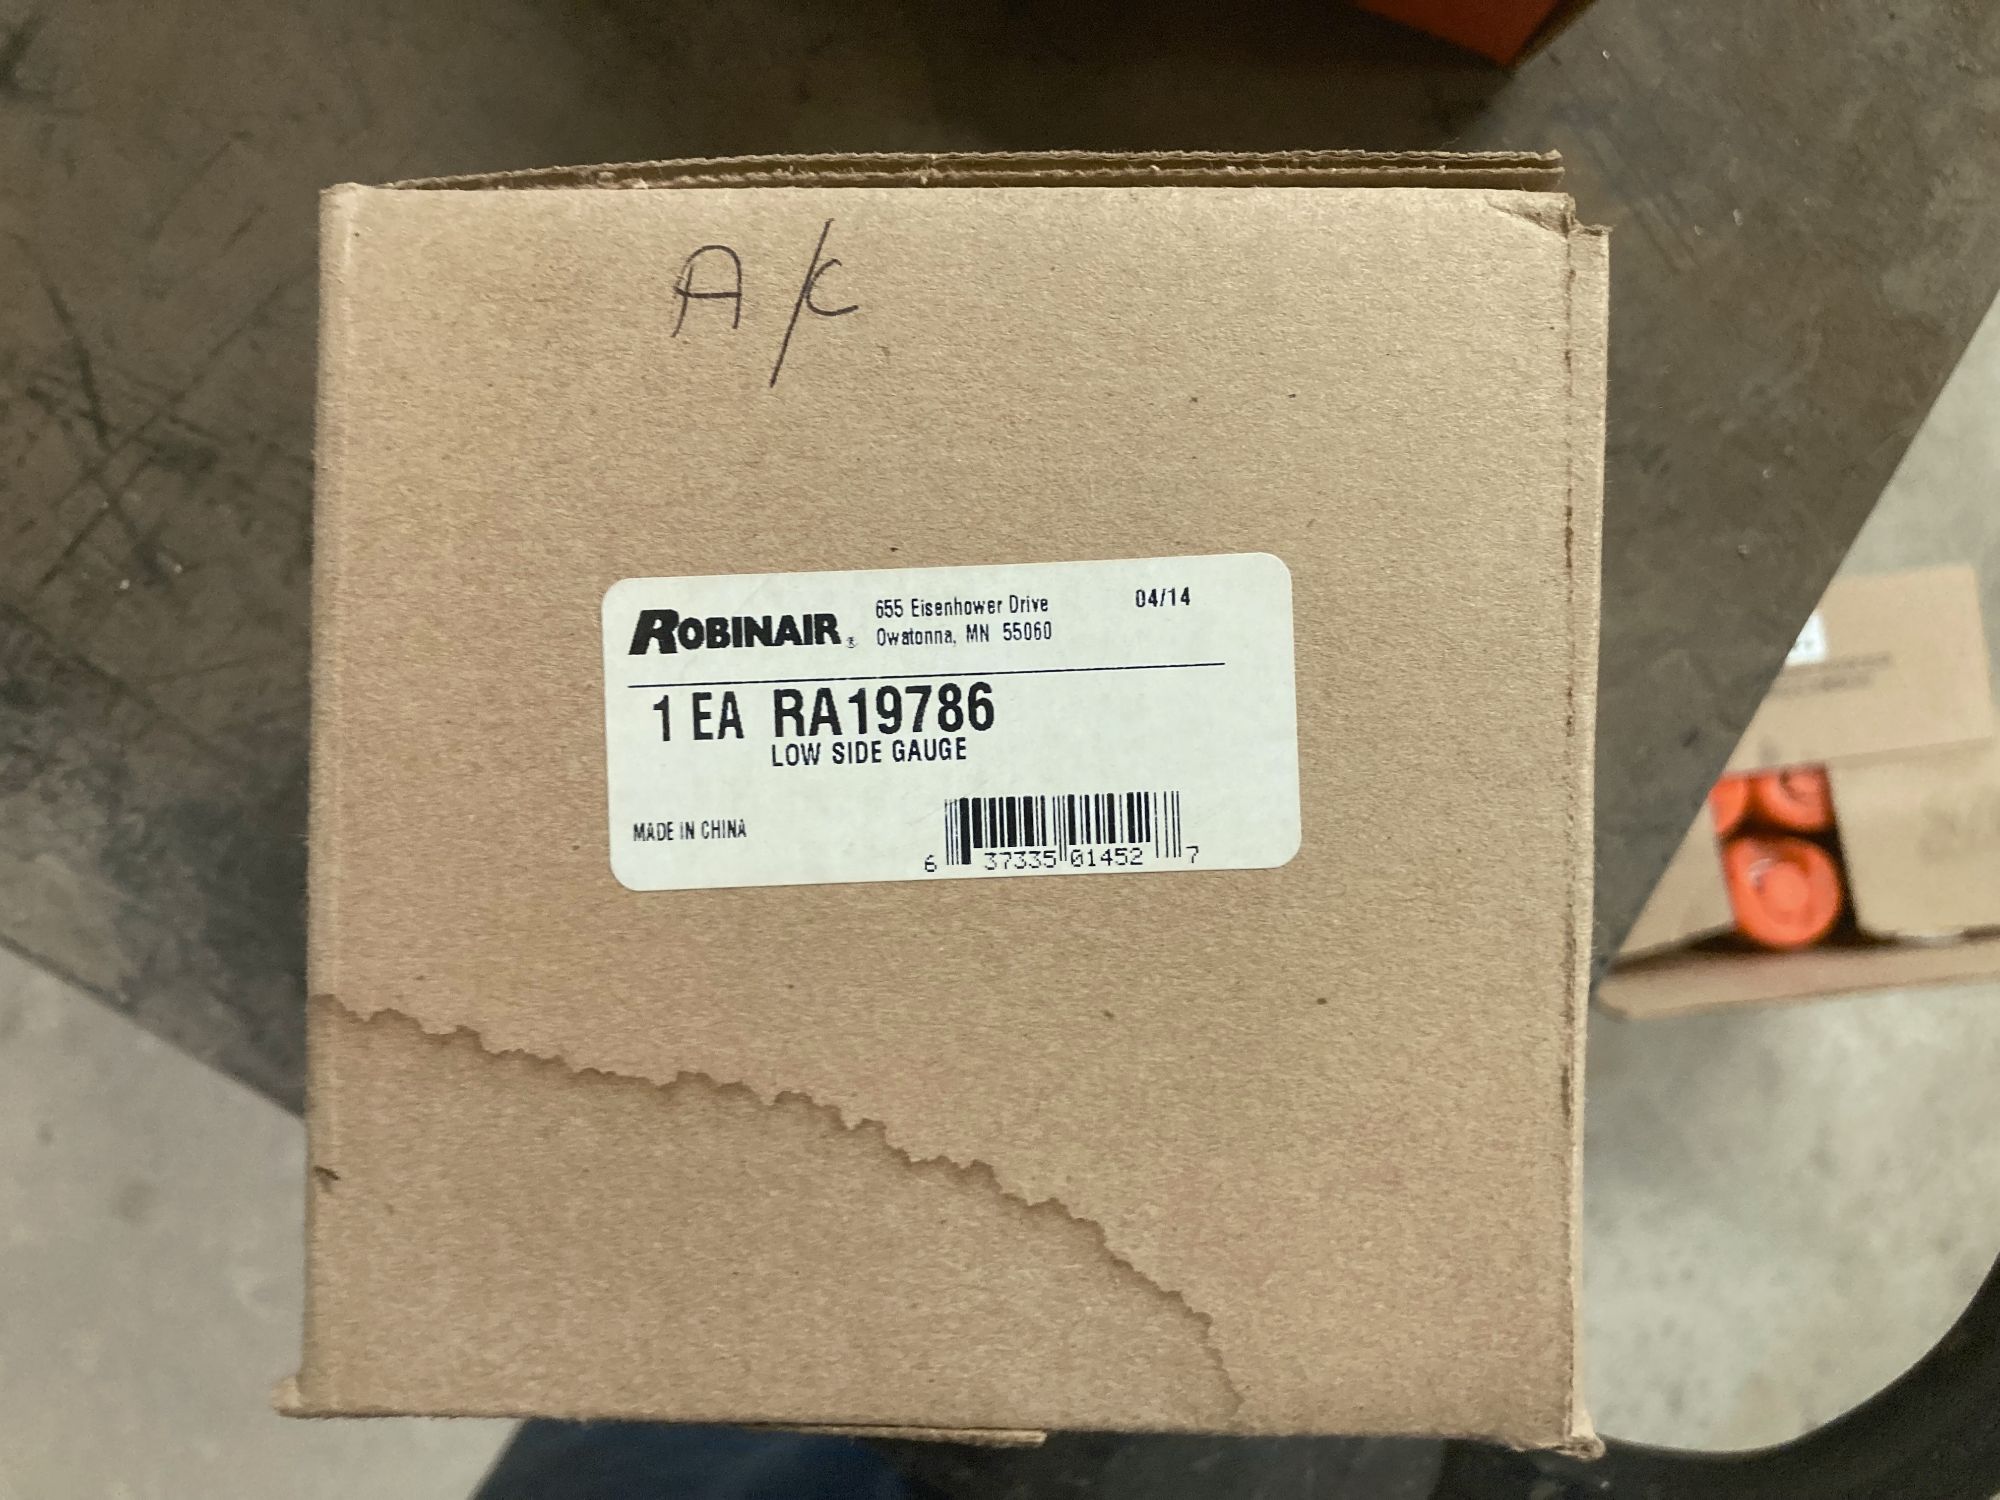 A/C
ROBINAIR®
655 Eisenhower Drive
Owatonna, MN 55060
04/14
1 EA RA19786
LOW SIDE GAUGE
MADE IN CHINA
6 37335 01452 7